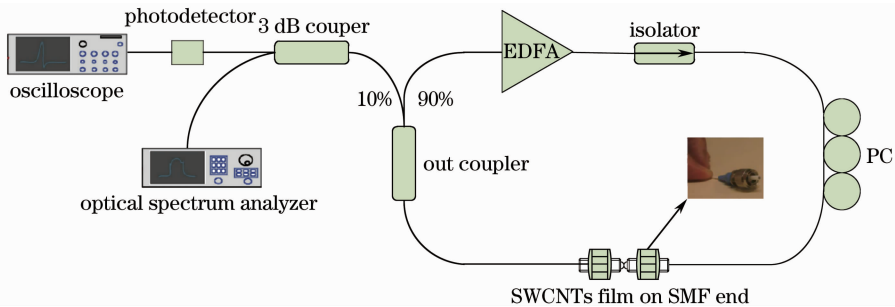 photodetector
3 dB couper
EDFA
isolator
oscilloscope
10%
90%
out coupler
PC
optical spectrum analyzer
SWCNTs film on SMF end